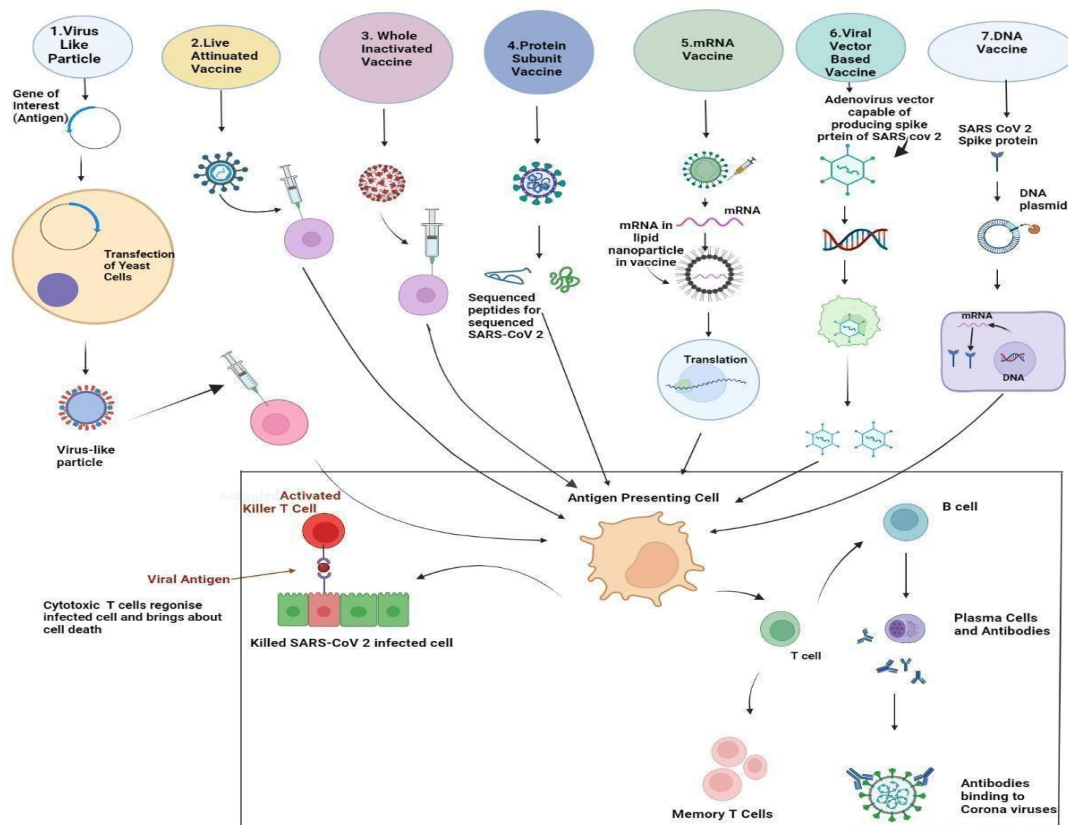 1.Virus
Like
Particle
2.Live
Attinuated
Vaccine
3. Whole
Inactivated
Vaccine
4.Protein
Subunit
Vaccine
5.mRNA
Vaccine
6.Viral
Vector
Based
Vaccine
7.DNA
Vaccine
Gene of
Interest
(Antigen)
Transfection
of Yeast
Cells
Virus-like
particle
Sequenced
peptides for
sequenced
SARS-CoV 2
mRNA
mRNA in
lipid
nanoparticle
in vaccine
Translation
Adenovirus vector
capable of
producing spike
prtein of SARS cov 2
SARS CoV 2
Spike protein
DNA
plasmid
mRNA
DNA
Antigen Presenting Cell
Activated
Killer T Cell
Viral Antigen
Cytotoxic T cells regonise
infected cell and brings about
cell death
Killed SARS-CoV 2 infected cell
T cell
Memory T Cells
B cell
Plasma Cells
and Antibodies
Antibodies
binding to
Corona viruses